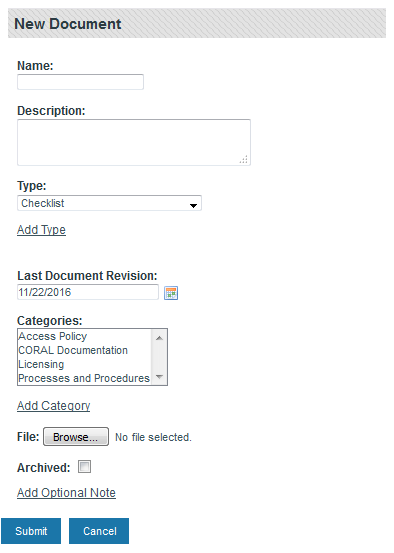 New Document
Name:
Description:
Type:
Checklist
Add Type
Last Document Revision:
11/22/2016
Categories:
Access Policy
CORAL Documentation
Licensing
Processes and Procedures
Add Category
File: Browse... No file selected.
Archived:
Add Optional Note
Submit Cancel